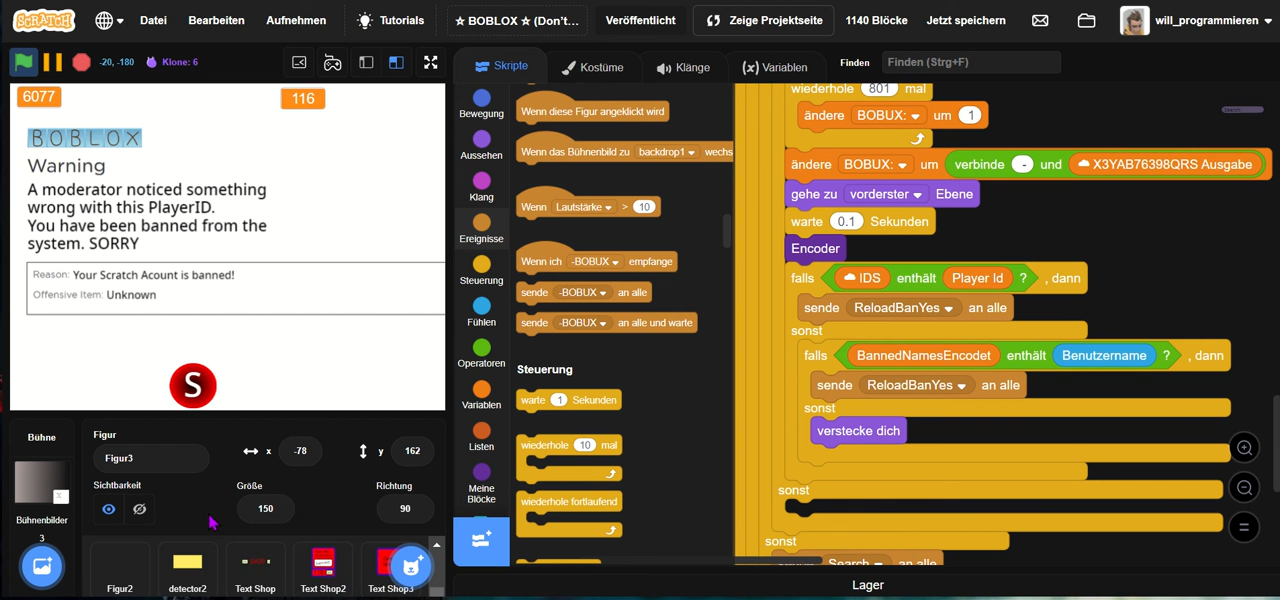 SCRATCH
Datei
Bearbeiten
Aufnehmen
Tutorials
★ BOBLOX ★ (Don't...
Veröffentlicht
Zeige Projektseite
1140 Blöcke
Jetzt speichern
will_programmieren
-20, -180
Klone: 6
Skripte
Kostüme
Klänge
(x) Variablen
Finden
Finden (Strg+F)
6077
116
BOBLOX
Warning
A moderator noticed something
wrong with this PlayerID.
You have been banned from the
system. SORRY
Reason: Your Scratch Acount is banned!
Offensive Item: Unknown
S
Bühne
Bühnenbilder
3
Figur
Figur3
x
-78
y
162
Sichtbarkeit
Größe
150
Richtung
90
Figur2
detector2
Text Shop
Text Shop2
Text Shop3
Bewegung
Aussehen
Klang
Ereignisse
Steuerung
Fühlen
Operatoren
Variablen
Listen
Meine
Blöcke
Wenn diese Figur angeklickt wird
Wenn das Bühnenbild zu backdrop1 wechs
Wenn Lautstärke > 10
Wenn ich -BOBUX empfange
sende -BOBUX an alle
sende -BOBUX an alle und warte
Steuerung
warte 1 Sekunden
wiederhole 10 mal
wiederhole fortlaufend
wiederhole 801 mal
ändere BOBUX: um 1
ändere BOBUX: um verbinde - und X3YAB76398QRS Ausgabe
gehe zu vorderster Ebene
warte 0.1 Sekunden
Encoder
falls IDS enthält Player Id ? , dann
sende ReloadBanYes an alle
sonst
falls BannedNamesEncodet enthält Benutzername ? , dann
sende ReloadBanYes an alle
sonst
verstecke dich
sonst
sonst
Search an alle
Lager